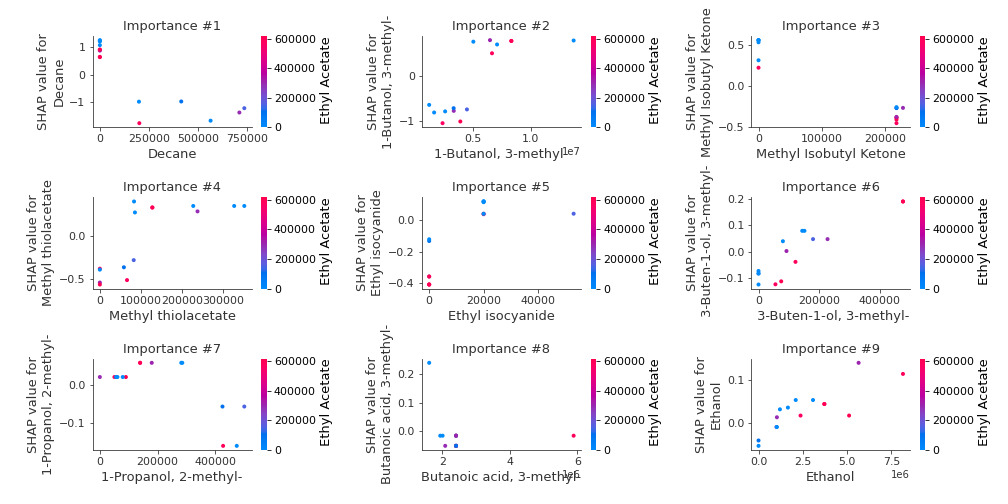 Importance #1
SHAP value for
Decane
1
0
−1
0
250000
500000
750000
Decane
600000
400000
200000
0
Ethyl Acetate
Importance #2
SHAP value for
1-Butanol, 3-methyl-
0
−1
0.5
1.0
1e7
1-Butanol, 3-methyl-
600000
400000
200000
0
Ethyl Acetate
Importance #3
SHAP value for
Methyl Isobutyl Ketone
0.5
0.0
−0.5
0
100000
200000
Methyl Isobutyl Ketone
600000
400000
200000
0
Ethyl Acetate
Importance #4
SHAP value for
Methyl thiolacetate
0.0
−0.5
0
100000
200000
300000
Methyl thiolacetate
600000
400000
200000
0
Ethyl Acetate
Importance #5
SHAP value for
Ethyl isocyanide
0.0
−0.2
−0.4
0
20000
40000
Ethyl isocyanide
600000
400000
200000
0
Ethyl Acetate
Importance #6
SHAP value for
3-Buten-1-ol, 3-methyl-
0.2
0.1
0.0
−0.1
0
200000
400000
3-Buten-1-ol, 3-methyl-
600000
400000
200000
0
Ethyl Acetate
Importance #7
SHAP value for
1-Propanol, 2-methyl-
0.0
−0.1
0
200000
400000
1-Propanol, 2-methyl-
600000
400000
200000
0
Ethyl Acetate
Importance #8
SHAP value for
Butanoic acid, 3-methyl-
0.2
0.1
0.0
2
4
6
1e6
Butanoic acid, 3-methyl-
600000
400000
200000
0
Ethyl Acetate
Importance #9
SHAP value for
Ethanol
0.1
0.0
0.0
2.5
5.0
7.5
1e6
Ethanol
600000
400000
200000
0
Ethyl Acetate